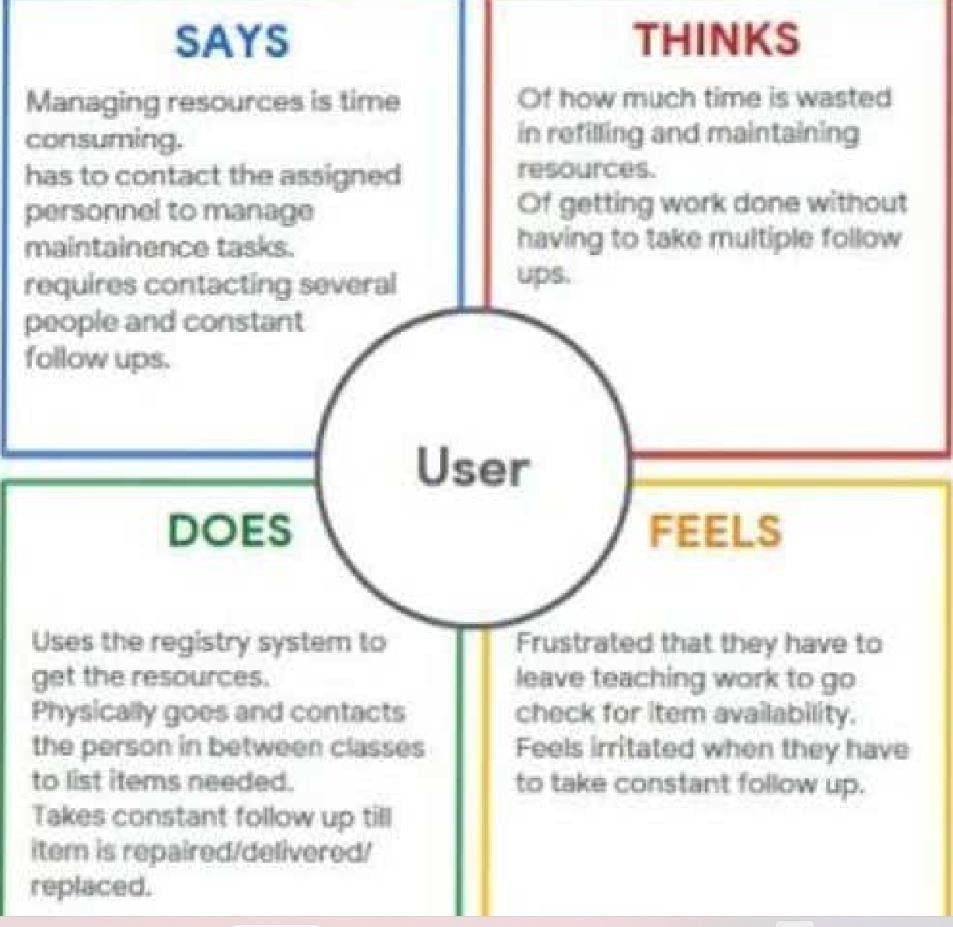 SAYS
Managing resources is time
consuming.
has to contact the assigned
personnel to manage
maintainence tasks.
requires contacting several
people and constant
follow ups.
THINKS
Of how much time is wasted
in refilling and maintaining
resources.
Of getting work done without
having to take multiple follow
ups.
User
DOES
Uses the registry system to
get the resources.
Physically goes and contacts
the person in between classes
to list items needed.
Takes constant follow up till
item is repaired/delivered/
replaced.
FEELS
Frustrated that they have to
leave teaching work to go
check for item availability.
Feels irritated when they have
to take constant follow up.